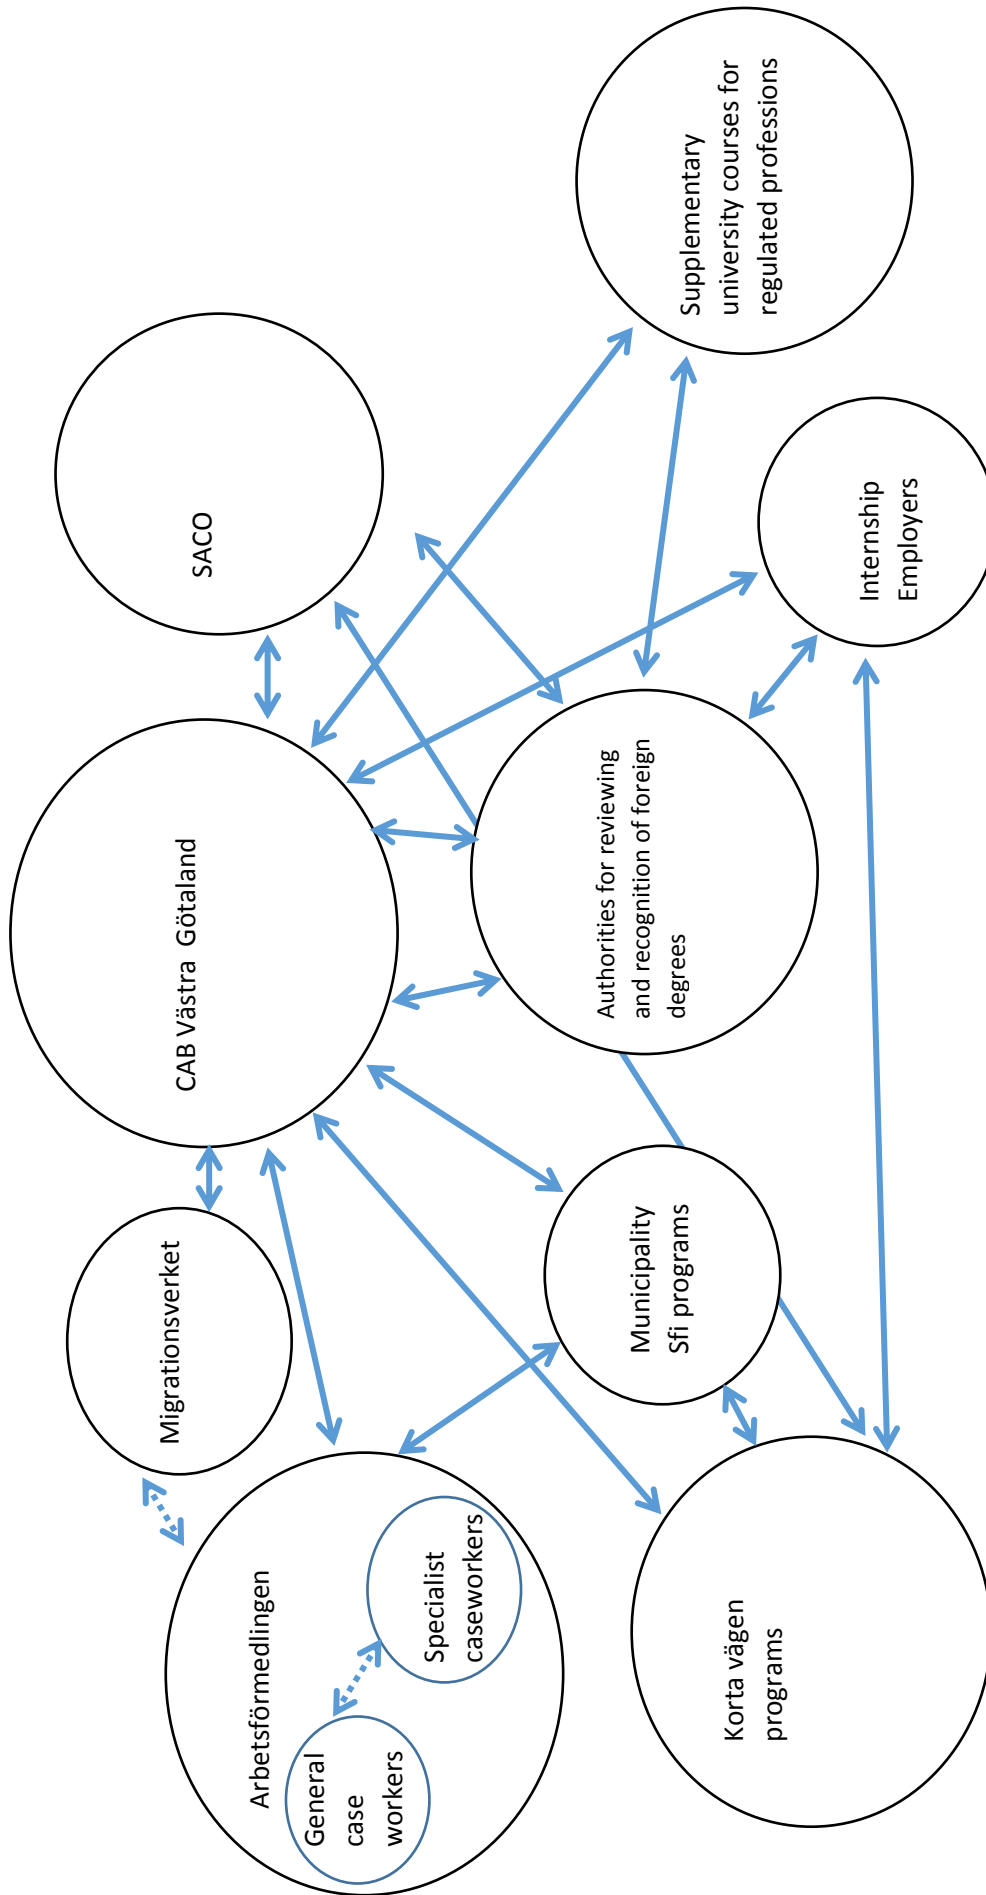 Arbetsförmedlingen
General
case
workers
Specialist
caseworkers
Migrationsverket
CAB Västra  Götaland
SACO
Korta vägen
programs
Municipality
Sfi programs
Authorities for reviewing
and recognition of foreign
degrees
Internship
Employers
Supplementary
university courses for
regulated professions